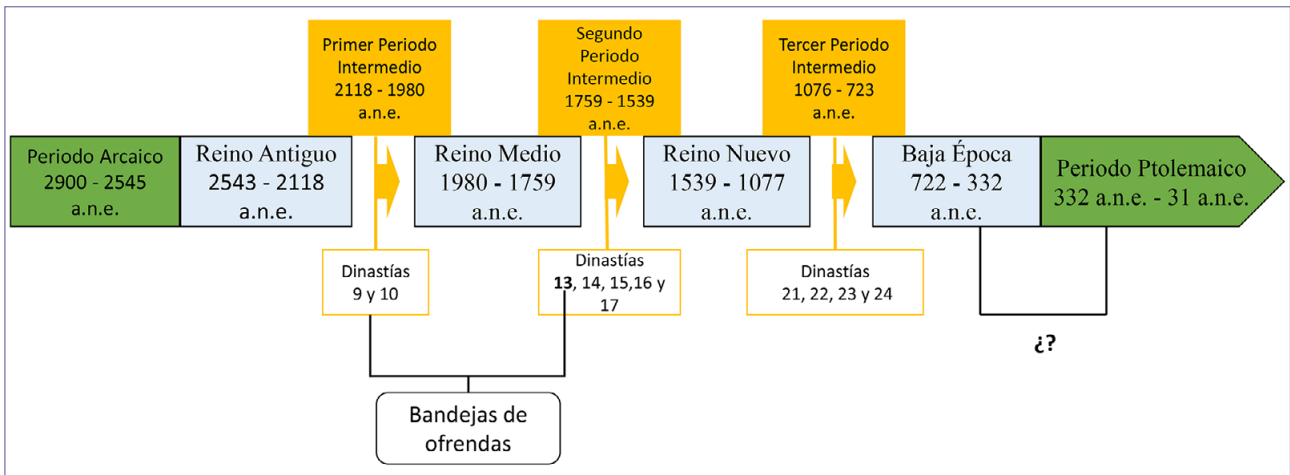 Primer Periodo
Intermedio
2118 - 1980
a.n.e.
Segundo
Periodo
Intermedio
1759 - 1539
a.n.e.
Tercer Periodo
Intermedio
1076 - 723
a.n.e.
Periodo Arcaico
2900 - 2545
a.n.e.
Reino Antiguo
2543 - 2118
a.n.e.
Reino Medio
1980 - 1759
a.n.e.
Reino Nuevo
1539 - 1077
a.n.e.
Baja Época
722 - 332
a.n.e.
Periodo Ptolemaico
332 a.n.e. - 31 a.n.e.
Dinastías
9 y 10
Dinastías
13, 14, 15,16 y
17
Dinastías
21, 22, 23 y 24
¿?
Bandejas de
ofrendas